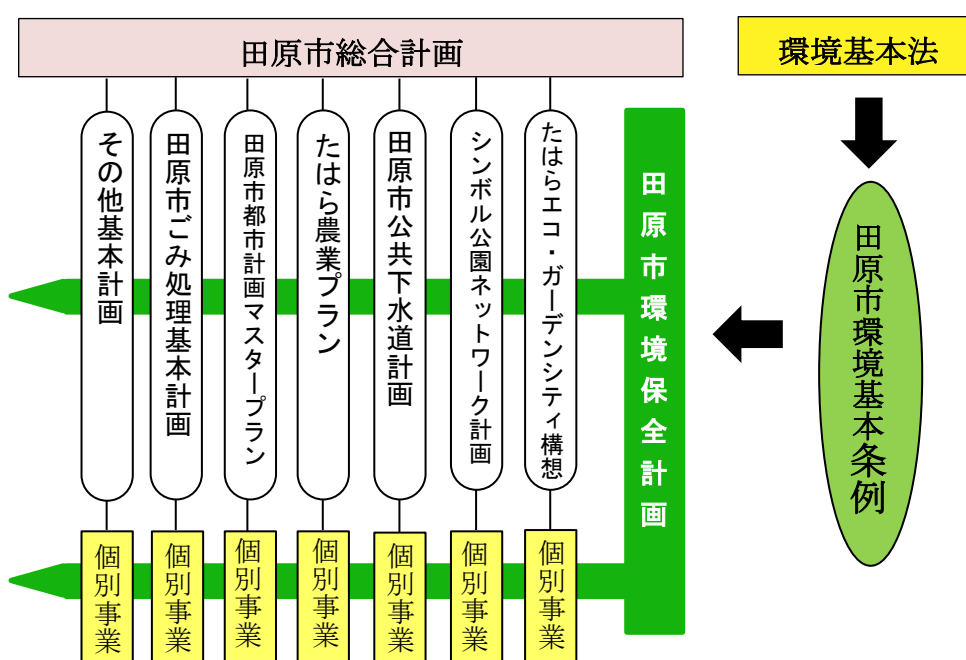 田原市総合計画
環境基本法
たはらエコ・ガーデンシティ構想
シンボル公園ネットワーク計画
田原市公共下水道計画
たはら農業プラン
田原市都市計画マスタープラン
田原市ごみ処理基本計画
その他基本計画
田原市環境保全計画
田原市環境基本条例
個別事業
個別事業
個別事業
個別事業
個別事業
個別事業
個別事業